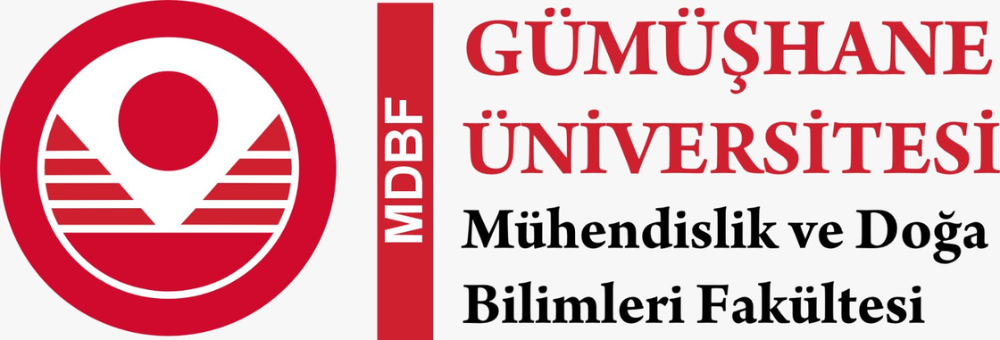 MDBF
GÜMÜŞHANE
ÜNİVERSİTESİ
Mühendislik ve Doğa
Bilimleri Fakültesi